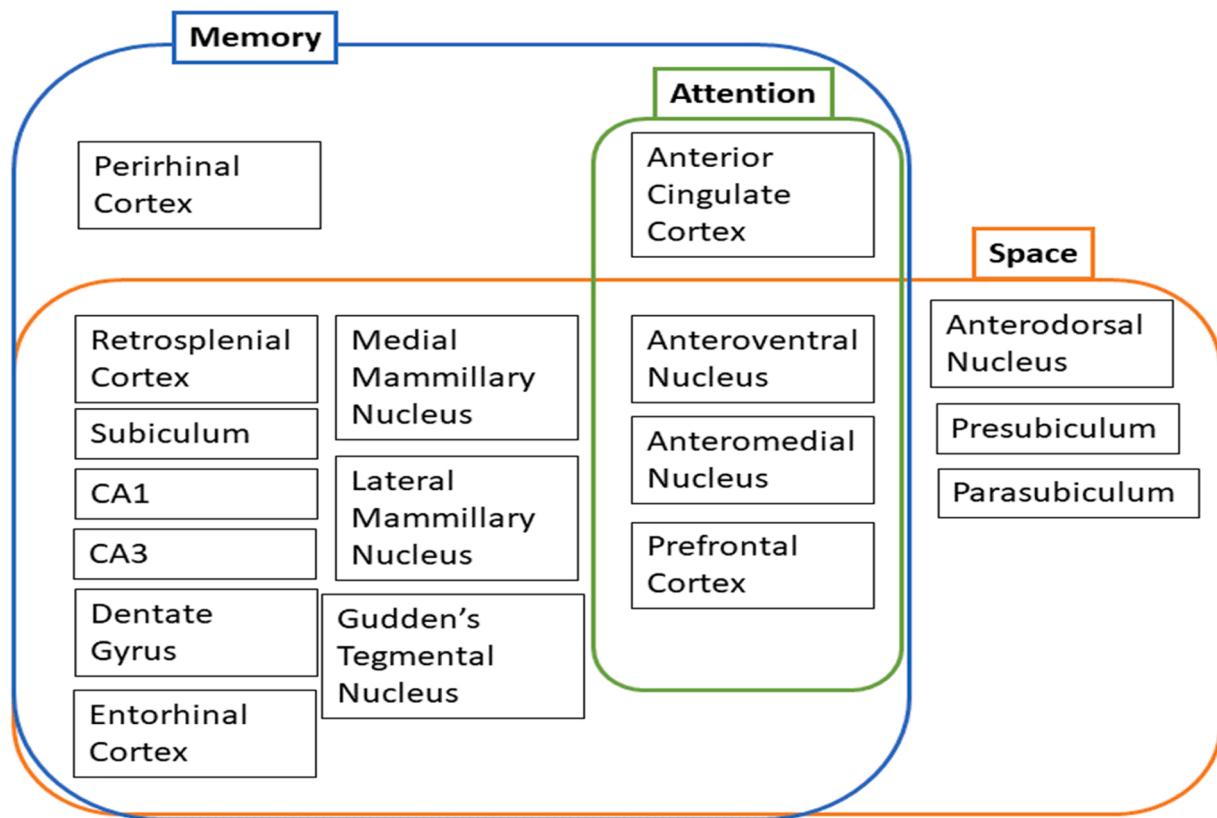 Memory
Attention
Perirhinal
Cortex
Anterior
Cingulate
Cortex
Space
Retrosplenial
Cortex
Subiculum
CA1
CA3
Dentate
Gyrus
Entorhinal
Cortex
Medial
Mammillary
Nucleus
Lateral
Mammillary
Nucleus
Gudden’s
Tegmental
Nucleus
Anteroventral
Nucleus
Anteromedial
Nucleus
Prefrontal
Cortex
Anterodorsal
Nucleus
Presubiculum
Parasubiculum